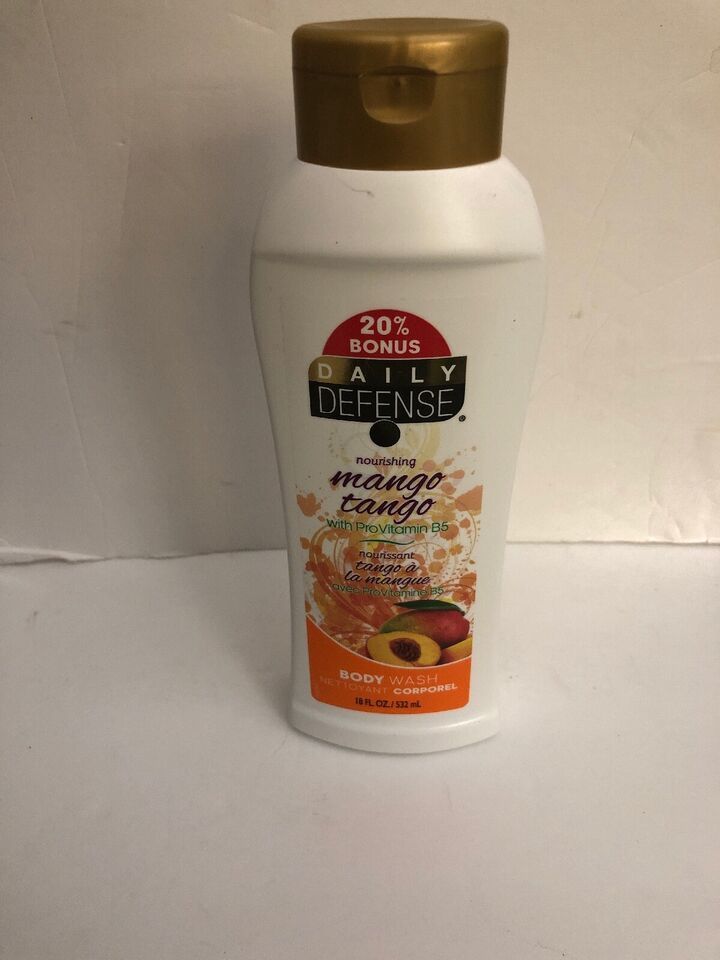 20%
BONUS
DAILY
DEFENSE®
nourishing
mango
tango
with ProVitamin B5
nourissant
tango à
la mangue
avec ProVitamine B5
BODY WASH
NETTOYANT CORPOREL
18 FL. OZ. / 532 mL